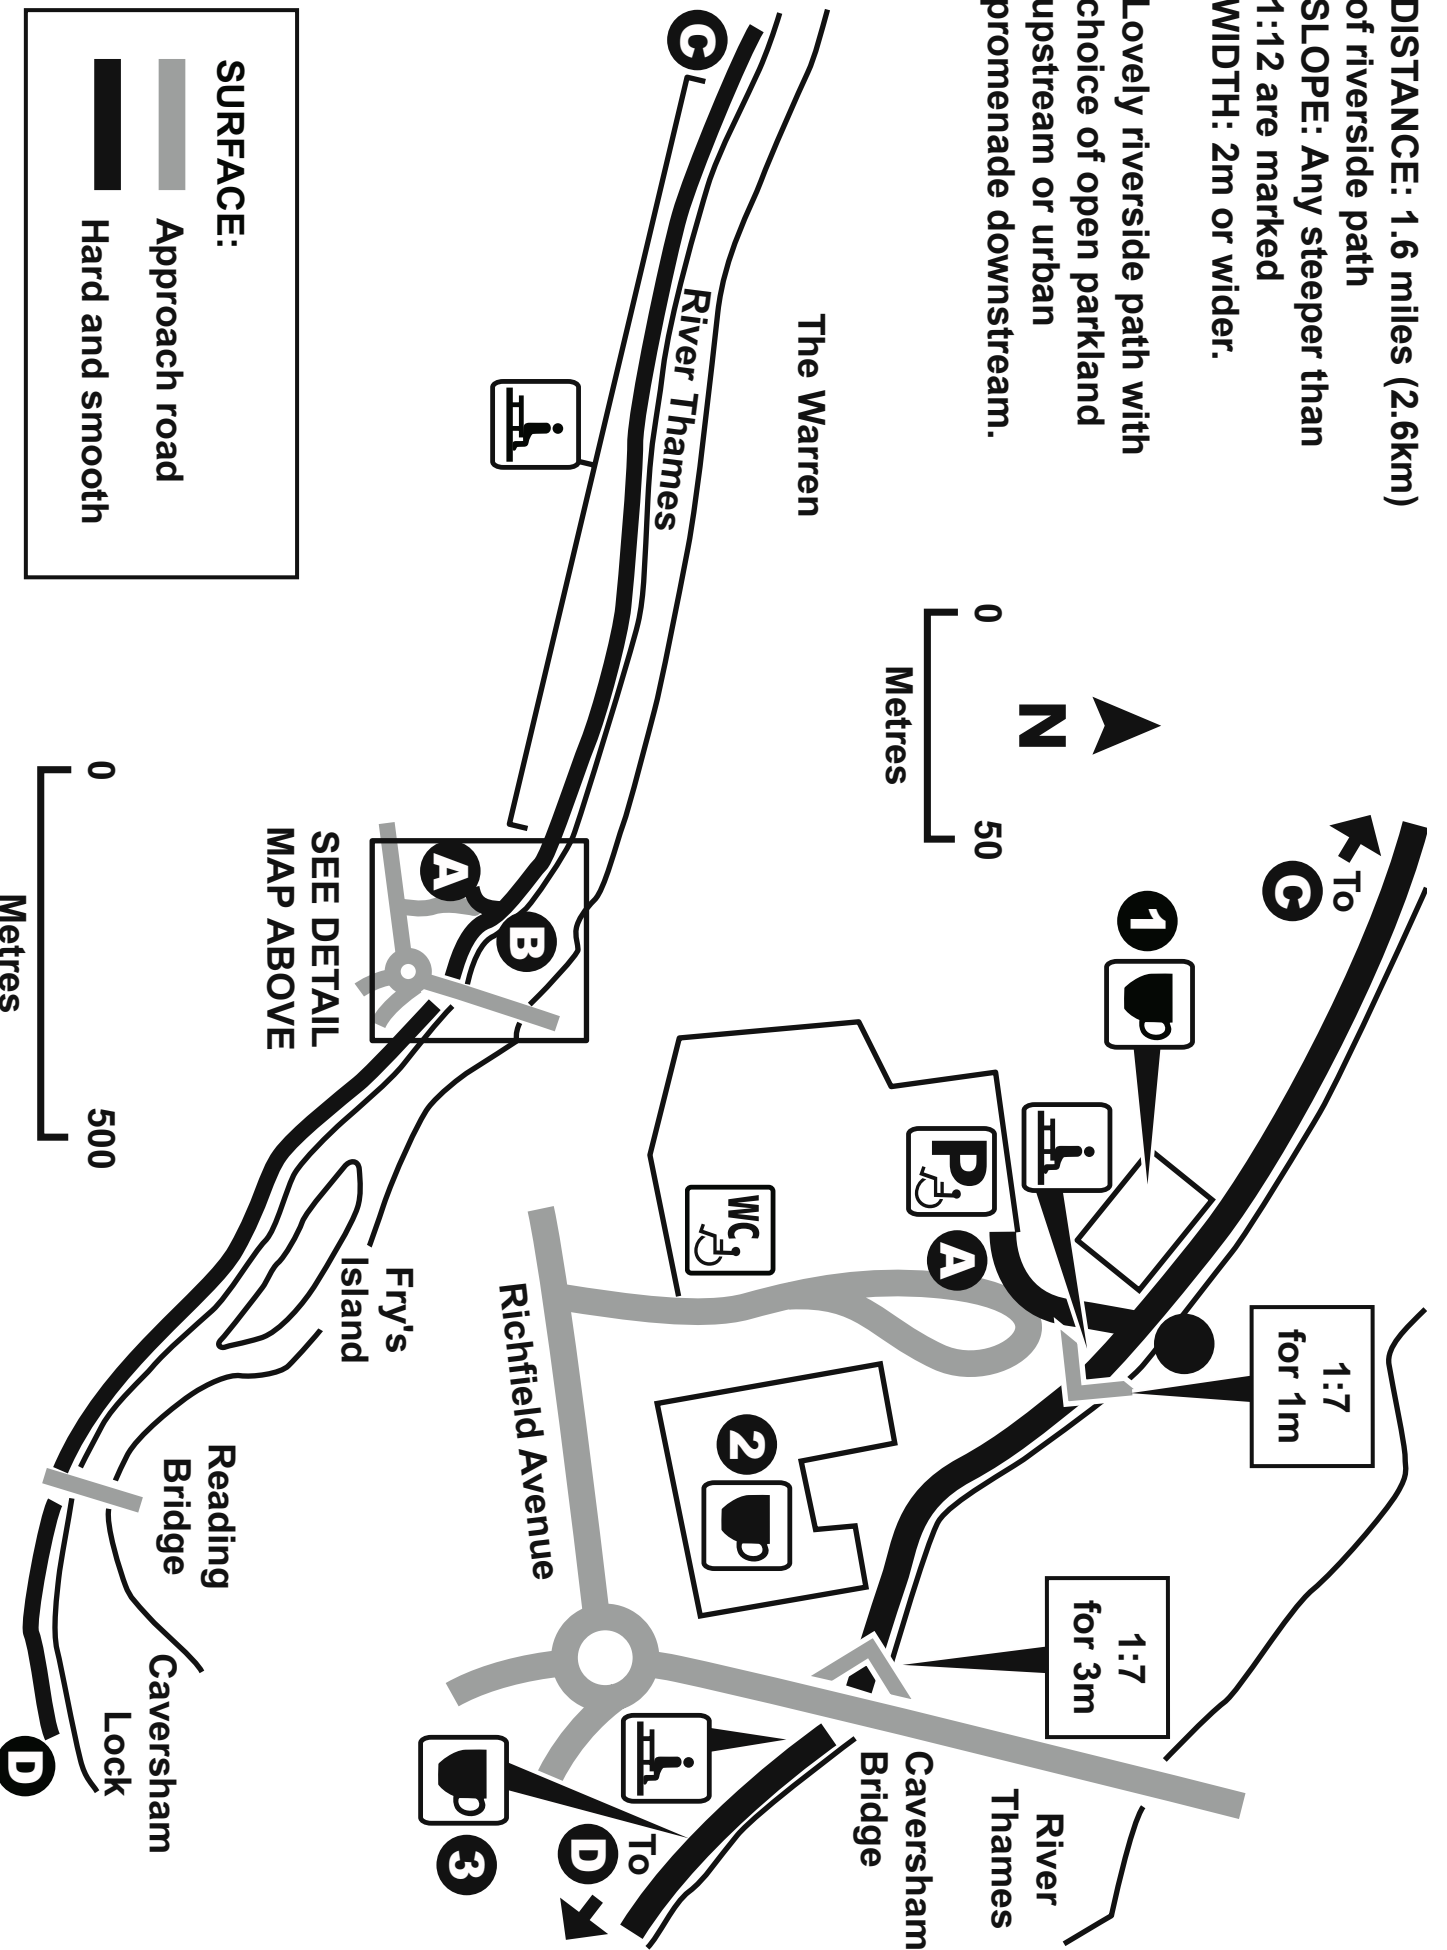 DISTANCE: 1.6 miles (2.6km)
of riverside path
SLOPE: Any steeper than
1:12 are marked
WIDTH: 2m or wider.
Lovely riverside path with
choice of open parkland
upstream or urban
promenade downstream.
0
50
Metres
N
To
C
1
1:7
for 1m
P
A
WC
2
Richfield Avenue
1:7
for 3m
River
Thames
Caversham
Bridge
To
D
3
The Warren
C
River Thames
A
B
SEE DETAIL
MAP ABOVE
Fry's
Island
Reading
Bridge
Caversham
Lock
D
SURFACE:
Approach road
Hard and smooth
0
500
Metres